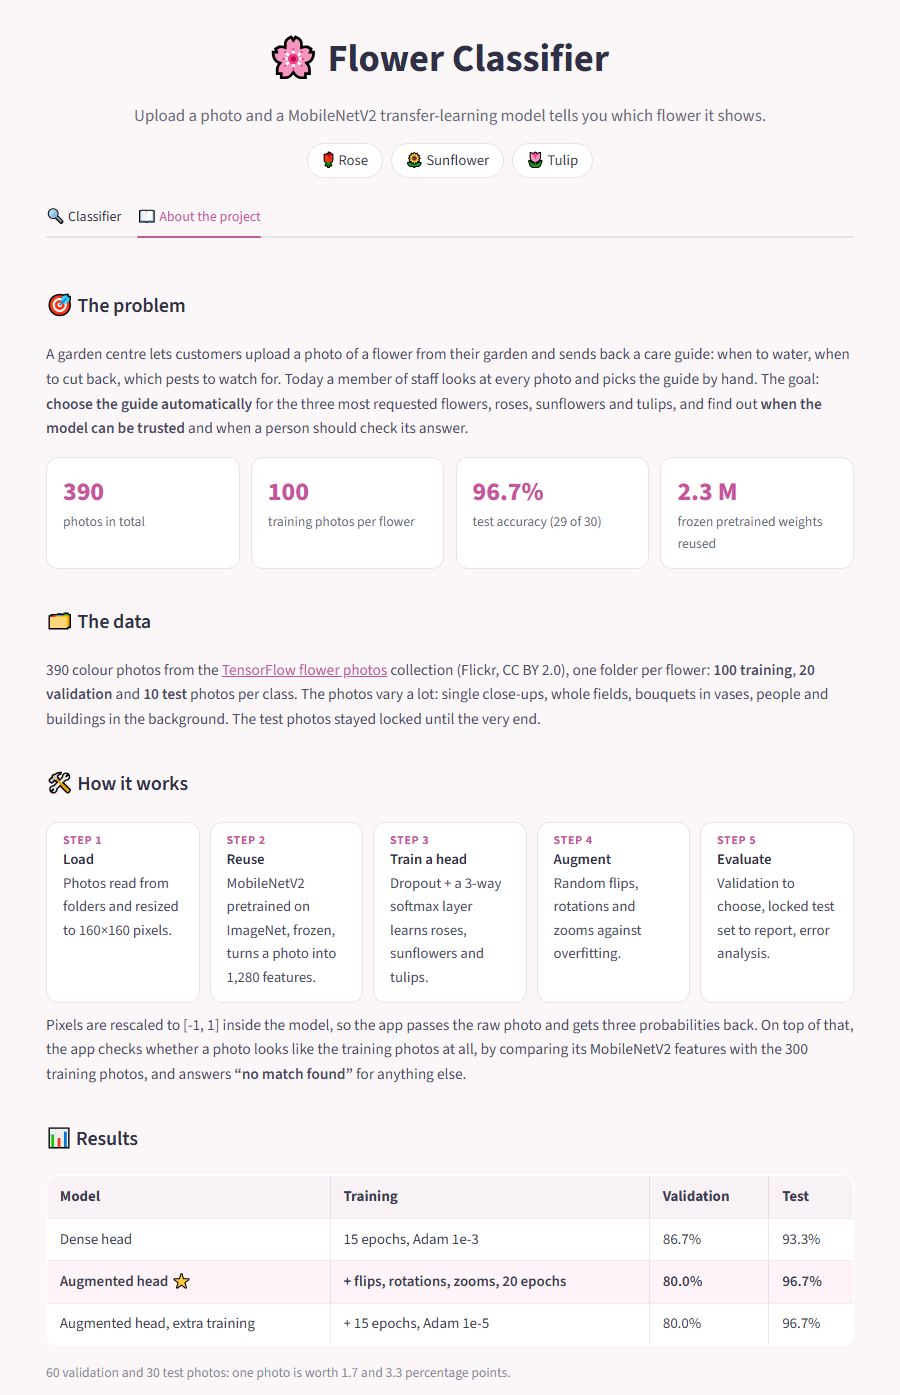 Flower Classifier
Upload a photo and a MobileNetV2 transfer-learning model tells you which flower it shows.
Rose Sunflower Tulip
Classifier About the project
The problem
A garden centre lets customers upload a photo of a flower from their garden and sends back a care guide: when to water, when
to cut back, which pests to watch for. Today a member of staff looks at every photo and picks the guide by hand. The goal:
choose the guide automatically for the three most requested flowers, roses, sunflowers and tulips, and find out when the
model can be trusted and when a person should check its answer.
390
photos in total
100
training photos per flower
96.7%
test accuracy (29 of 30)
2.3 M
frozen pretrained weights
reused
The data
390 colour photos from the TensorFlow flower photos collection (Flickr, CC BY 2.0), one folder per flower: 100 training, 20
validation and 10 test photos per class. The photos vary a lot: single close-ups, whole fields, bouquets in vases, people and
buildings in the background. The test photos stayed locked until the very end.
How it works
STEP 1
Load
Photos read from
folders and resized
to 160×160 pixels.
STEP 2
Reuse
MobileNetV2
pretrained on
ImageNet, frozen,
turns a photo into
1,280 features.
STEP 3
Train a head
Dropout + a 3-way
softmax layer
learns roses,
sunflowers and
tulips.
STEP 4
Augment
Random flips,
rotations and
zooms against
overfitting.
STEP 5
Evaluate
Validation to
choose, locked test
set to report, error
analysis.
Pixels are rescaled to [-1, 1] inside the model, so the app passes the raw photo and gets three probabilities back. On top of that,
the app checks whether a photo looks like the training photos at all, by comparing its MobileNetV2 features with the 300
training photos, and answers “no match found” for anything else.
Results
Model Training Validation Test
Dense head 15 epochs, Adam 1e-3 86.7% 93.3%
Augmented head + flips, rotations, zooms, 20 epochs 80.0% 96.7%
Augmented head, extra training + 15 epochs, Adam 1e-5 80.0% 96.7%
60 validation and 30 test photos: one photo is worth 1.7 and 3.3 percentage points.